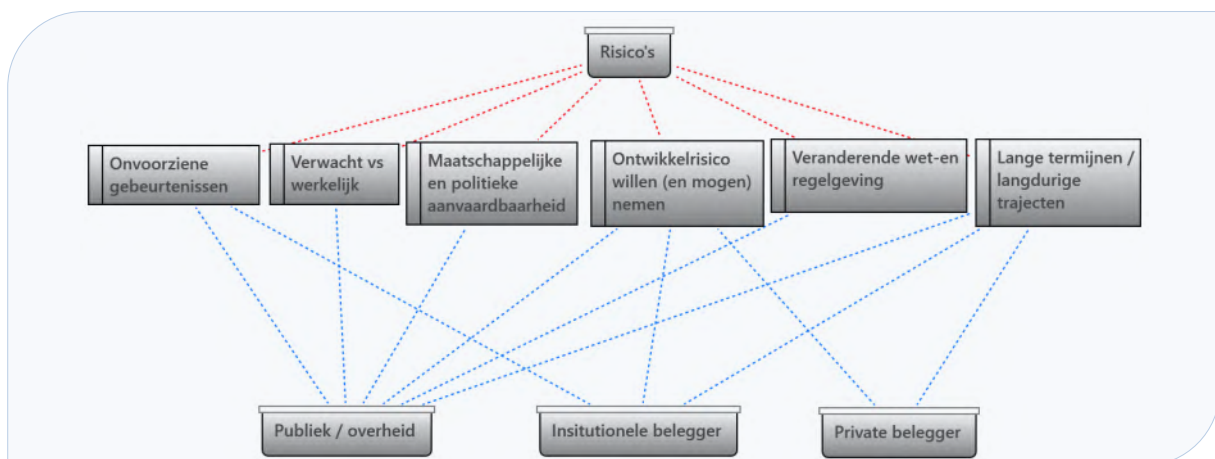 Risico's
Onvoorziene
gebeurtenissen
Verwacht vs
werkelijk
Maatschappelijke
en politieke
aanvaardbaarheid
Ontwikkelrisico
willen (en mogen)
nemen
Veranderende wet-en
regelgeving
Lange termijnen /
langdurige
trajecten
Publiek / overheid
Insitutionele belegger
Private belegger